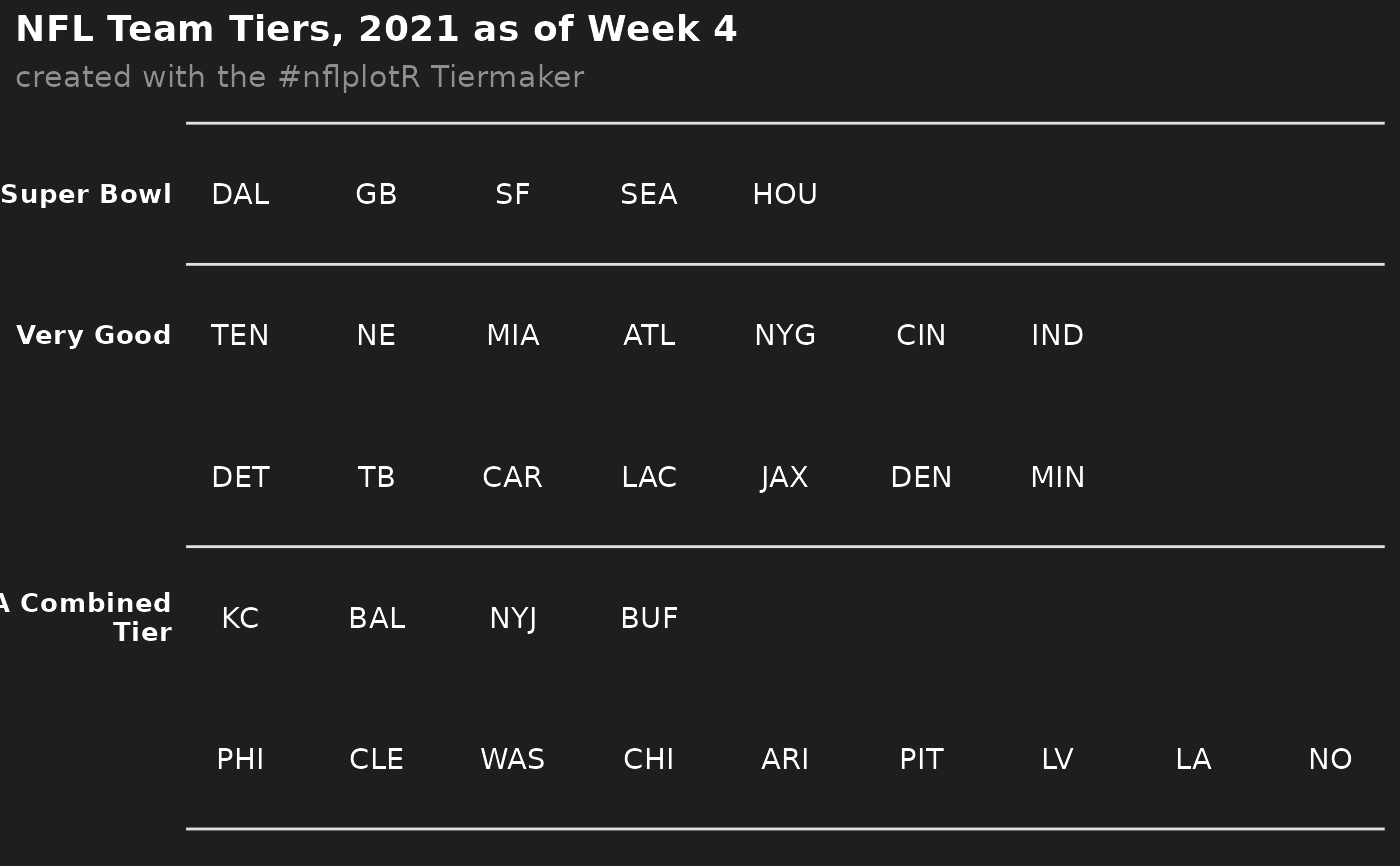 NFL Team Tiers, 2021 as of Week 4
created with the #nflplotR Tiermaker
Super Bowl DAL GB SF SEA HOU
Very Good TEN NE MIA ATL NYG CIN IND
DET TB CAR LAC JAX DEN MIN
A Combined
Tier
KC BAL NYJ BUF
PHI CLE WAS CHI ARI PIT LV LA NO